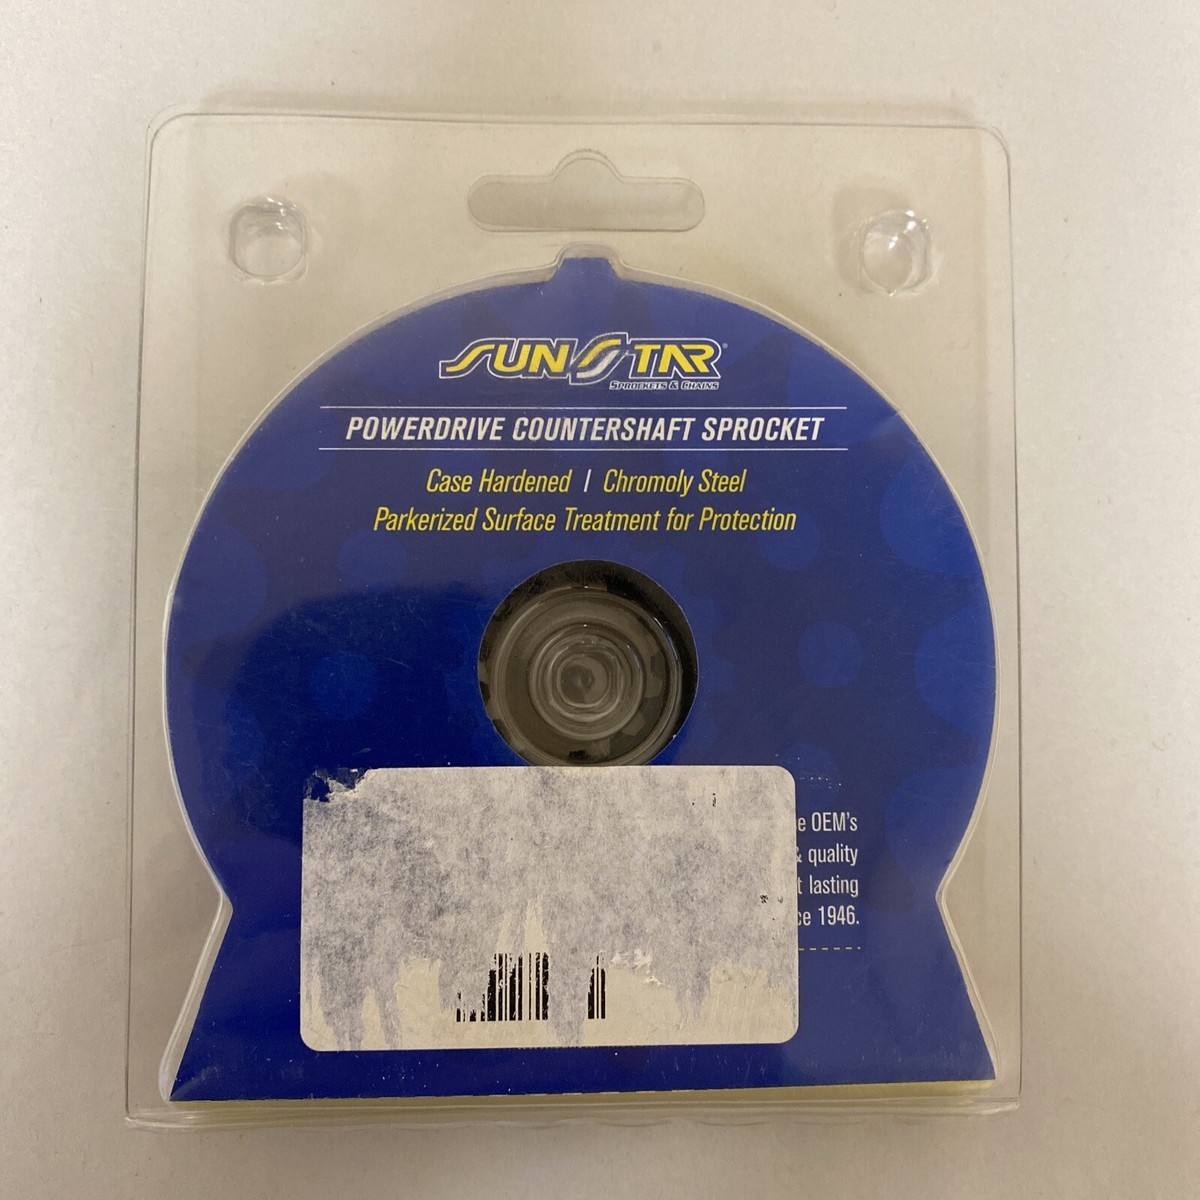 SUNSTAR®
SPROCKETS & CHAINS
POWERDRIVE COUNTERSHAFT SPROCKET
Case Hardened | Chromoly Steel
Parkerized Surface Treatment for Protection
OEM's
& quality
lasting
1946.